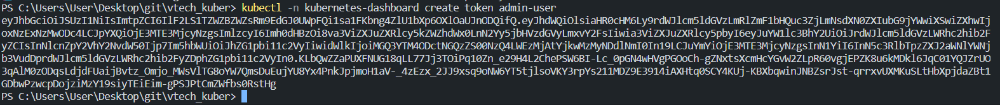 PS C:\Users\User\Desktop\git\vtech_kuber> kubectl -n kubernetes-dashboard create token admin-user
eyJhbGciOiJSUzI1NiIsImtpZCI6IlF2LS1TZWZBZWZsRm9EdGJ0UWpFQi1sa1FKbng4ZlU1bXp6OXlOaUJnODQifQ.eyJhdWQiOlsiaHR0cHM6Ly9rdWJlcm5ldGVzLmRlZmF1bHQuc3ZjLmNsdXN0ZXIubG9jYWwiXSwiZXhwIj
oxNzExNzMwODc4LCJpYXQiOjE3MTE3MjcyNzgsImlzcyI6Imh0dHBzOi8va3ViZXJuZXRlcy5kZWZhdWx0LnN2Yy5jbHVzdGVyLmxvY2FsIiwia3ViZXJuZXRlcy5pbyI6eyJuYW1lc3BhY2UiOiJrdWJlcm5ldGVzLWRhc2hib2F
yZCIsInNlcnZpY2VhY2NvdW50Ijp7Im5hbWUiOiJhZG1pbi11c2VyIiwidWlkIjoiMGQ3YTM4ODctNGQzZS00NzQ4LWEzMjAtYjkwMzMyNDdlNmI0In19LCJuYmYiOjE3MTE3MjcyNzgsInN1YiI6InN5c3RlbTpzZXJ2aWNlYWNj
b3VudDprdWJlcm5ldGVzLWRhc2hib2FyZDphZG1pbi11c2VyIn0.KLbQwZZaPUXFNUG18qLL77Jj3TOiPq10Zn_e29H4L2ChePSW6BI-Lc_0pGN4wHVgPGOoCh-gZNxtsXcmHcYGvW2ZLpR60vgjEPZK8u6kMDkl6JqC01YQJZrUO
3qAlM0zODqsLdjdFUaijBvtz_Omjo_MWsVlTG8oYW7QmsDuEujYU8Yx4PnkJpjmoH1aV-_4zEzx_2JJ9xsq9oNW6YT5tjlsoVKY3rpYs211MDZ9E3914iAXHtq0SCY4KUj-KBXbqwinJNBZsrJst-qrrxvUXMKuSLtHbXpjdaZBt1
GDbwPzwcpDojziMzY19siyTEiEim-gPSJPtCmZWfbs0RstHg
PS C:\Users\User\Desktop\git\vtech_kuber>